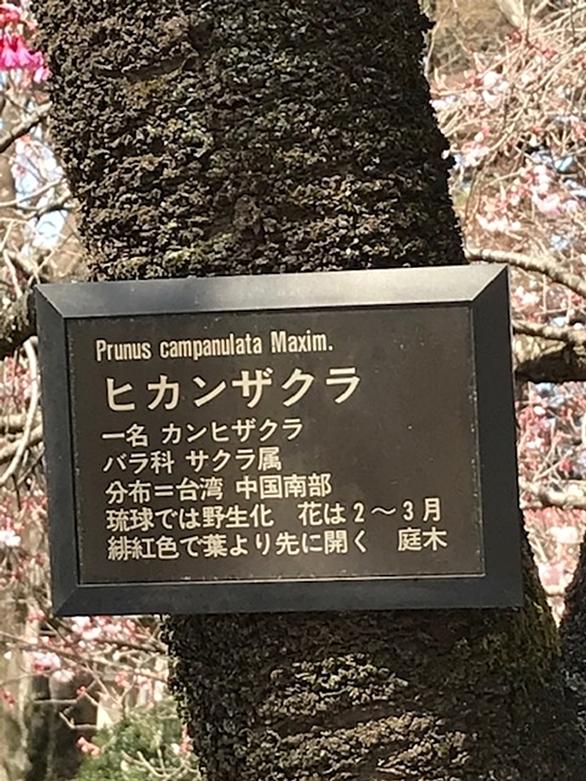 Prunus campanulata Maxim.
ヒカンザクラ
一名 カンヒザクラ
バラ科 サクラ属
分布＝台湾 中国南部
琉球では野生化　花は2～3月
緋紅色で葉より先に開く　庭木